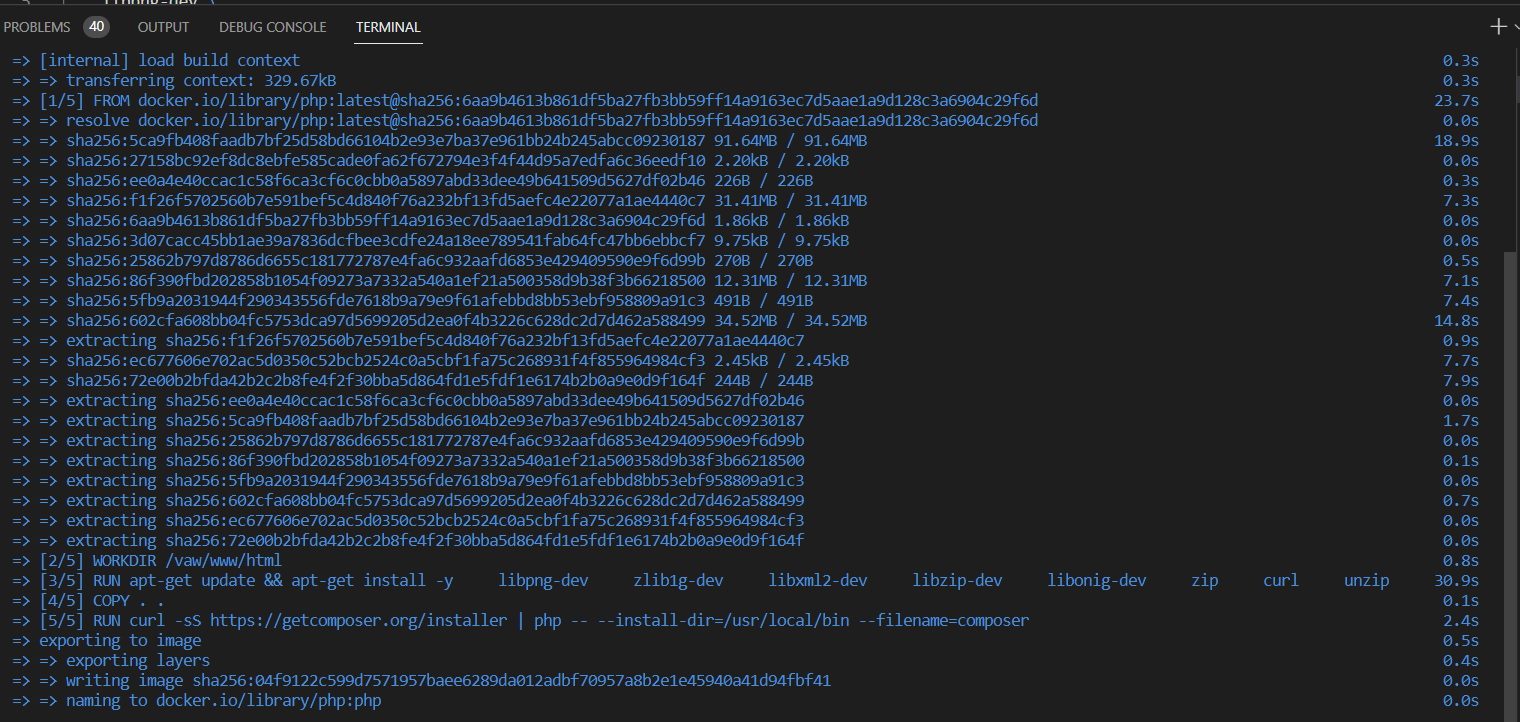 PROBLEMS 40 OUTPUT DEBUG CONSOLE TERMINAL
=> [internal] load build context 0.3s
=> => transferring context: 329.67kB 0.3s
=> [1/5] FROM docker.io/library/php:latest@sha256:6aa9b4613b861df5ba27fb3bb59ff14a9163ec7d5aae1a9d128c3a6904c29f6d 23.7s
=> => resolve docker.io/library/php:latest@sha256:6aa9b4613b861df5ba27fb3bb59ff14a9163ec7d5aae1a9d128c3a6904c29f6d 0.0s
=> => sha256:5ca9fb408faadb7bf25d58bd66104b2e93e7ba37e961bb24b245abcc09230187 91.64MB / 91.64MB 18.9s
=> => sha256:27158bc92ef8dc8ebfe585cade0fa62f672794e3f4f44d95a7edfa6c36eedf10 2.20kB / 2.20kB 0.0s
=> => sha256:ee0a4e40ccac1c58f6ca3cf6c0cbb0a5897abd33dee49b641509d5627df02b46 226B / 226B 0.3s
=> => sha256:f1f26f5702560b7e591bef5c4d840f76a232bf13fd5aefc4e22077a1ae4440c7 31.41MB / 31.41MB 7.3s
=> => sha256:6aa9b4613b861df5ba27fb3bb59ff14a9163ec7d5aae1a9d128c3a6904c29f6d 1.86kB / 1.86kB 0.0s
=> => sha256:3d07cacc45bb1ae39a7836dcfbee3cdfe24a18ee789541fab64fc47bb6ebbcf7 9.75kB / 9.75kB 0.0s
=> => sha256:25862b797d8786d6655c181772787e4fa6c932aafd6853e429409590e9f6d99b 270B / 270B 0.5s
=> => sha256:86f390fbd202858b1054f09273a7332a540a1ef21a500358d9b38f3b66218500 12.31MB / 12.31MB 7.1s
=> => sha256:5fb9a2031944f290343556fde7618b9a79e9f61afebbd8bb53ebf958809a91c3 491B / 491B 7.4s
=> => sha256:602cfa608bb04fc5753dca97d5699205d2ea0f4b3226c628dc2d7d462a588499 34.52MB / 34.52MB 14.8s
=> => extracting sha256:f1f26f5702560b7e591bef5c4d840f76a232bf13fd5aefc4e22077a1ae4440c7 0.9s
=> => sha256:ec677606e702ac5d0350c52bcb2524c0a5cbf1fa75c268931f4f855964984cf3 2.45kB / 2.45kB 7.7s
=> => sha256:72e00b2bfda42b2c2b8fe4f2f30bba5d864fd1e5fdf1e6174b2b0a9e0d9f164f 244B / 244B 7.9s
=> => extracting sha256:ee0a4e40ccac1c58f6ca3cf6c0cbb0a5897abd33dee49b641509d5627df02b46 0.0s
=> => extracting sha256:5ca9fb408faadb7bf25d58bd66104b2e93e7ba37e961bb24b245abcc09230187 1.7s
=> => extracting sha256:25862b797d8786d6655c181772787e4fa6c932aafd6853e429409590e9f6d99b 0.0s
=> => extracting sha256:86f390fbd202858b1054f09273a7332a540a1ef21a500358d9b38f3b66218500 0.1s
=> => extracting sha256:5fb9a2031944f290343556fde7618b9a79e9f61afebbd8bb53ebf958809a91c3 0.0s
=> => extracting sha256:602cfa608bb04fc5753dca97d5699205d2ea0f4b3226c628dc2d7d462a588499 0.7s
=> => extracting sha256:ec677606e702ac5d0350c52bcb2524c0a5cbf1fa75c268931f4f855964984cf3 0.0s
=> => extracting sha256:72e00b2bfda42b2c2b8fe4f2f30bba5d864fd1e5fdf1e6174b2b0a9e0d9f164f 0.0s
=> [2/5] WORKDIR /vaw/www/html 0.8s
=> [3/5] RUN apt-get update && apt-get install -y libpng-dev zlib1g-dev libxml2-dev libzip-dev libonig-dev zip curl unzip 30.9s
=> [4/5] COPY . . 0.1s
=> [5/5] RUN curl -sS https://getcomposer.org/installer | php -- --install-dir=/usr/local/bin --filename=composer 2.4s
=> exporting to image 0.5s
=> => exporting layers 0.4s
=> => writing image sha256:04f9122c599d7571957baee6289da012adbf70957a8b2e1e45940a41d94fbf41 0.0s
=> => naming to docker.io/library/php:php 0.0s